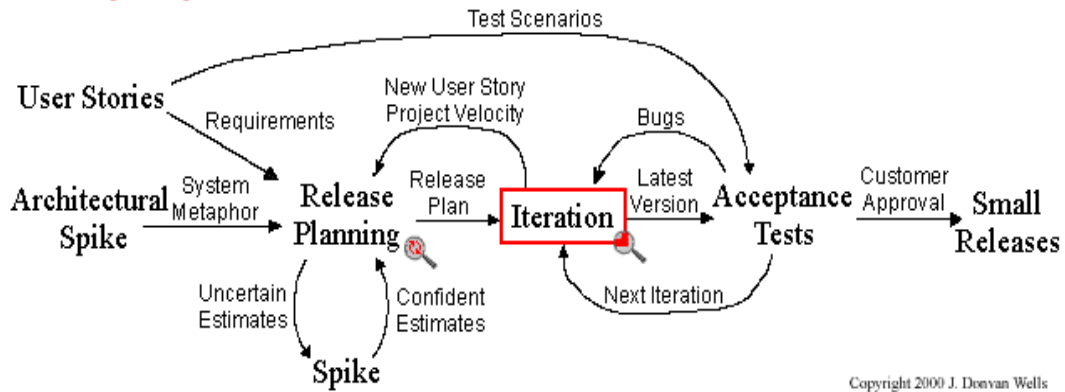 Test Scenarios
User Stories
New User Story
Project Velocity
Requirements
Bugs
Architectural
Spike
System
Metaphor
Release
Planning
Release
Plan
Iteration
Latest
Version
Acceptance
Tests
Customer
Approval
Small
Releases
Uncertain
Estimates
Confident
Estimates
Next Iteration
Spike
Copyright 2000 J. Donvan Wells